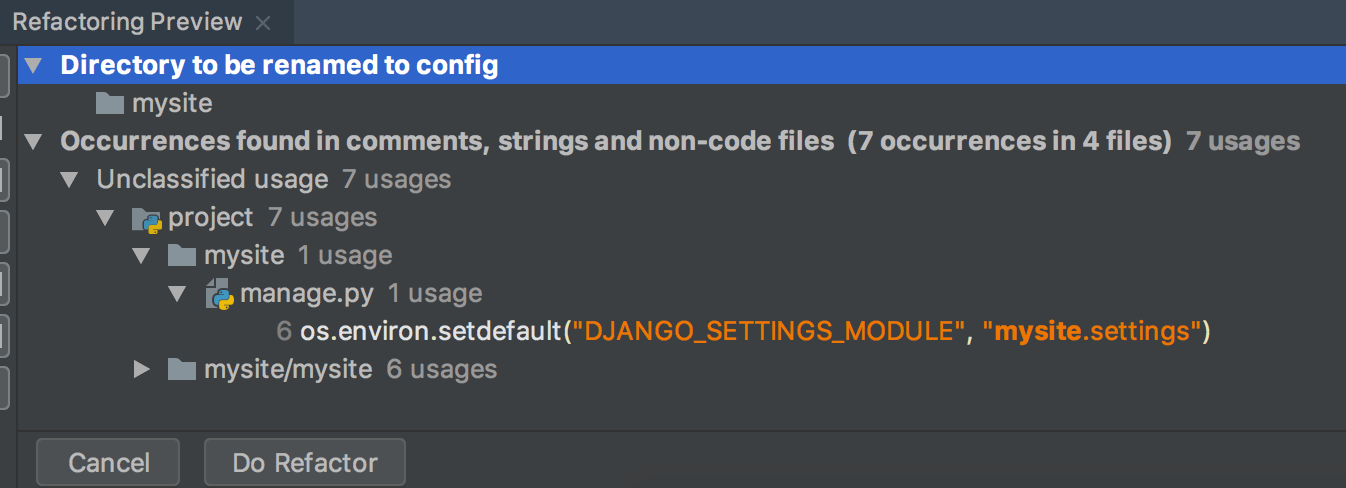 Refactoring Preview
Directory to be renamed to config
mysite
Occurrences found in comments, strings and non-code files (7 occurrences in 4 files) 7 usages
Unclassified usage 7 usages
project 7 usages
mysite 1 usage
manage.py 1 usage
6 os.environ.setdefault("DJANGO_SETTINGS_MODULE", "mysite.settings")
mysite/mysite 6 usages
Cancel Do Refactor